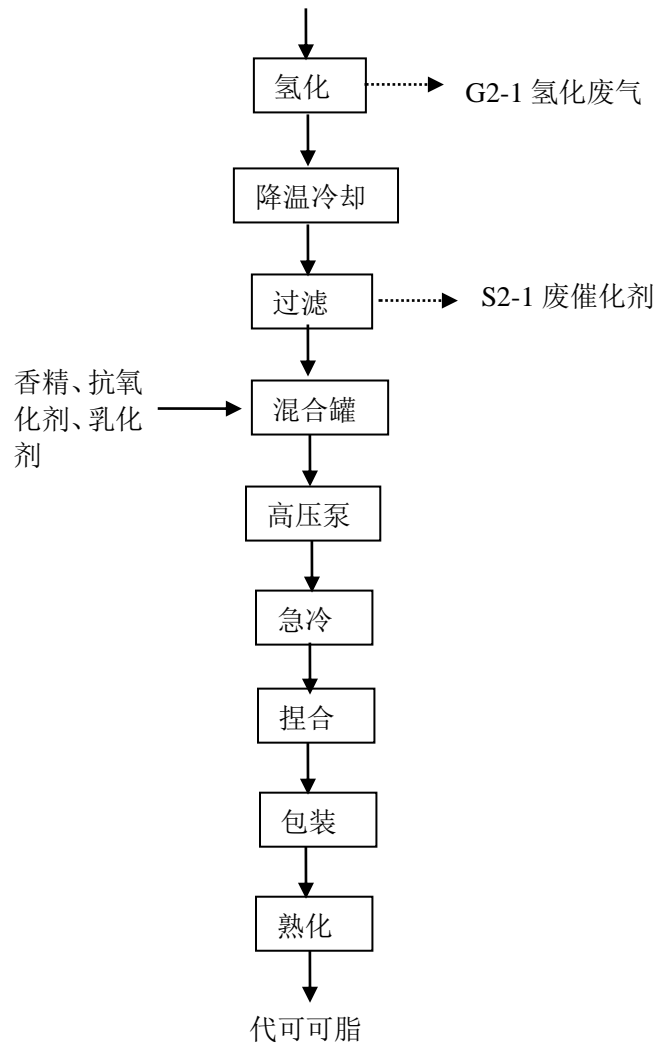 氢化
G2-1 氢化废气
降温冷却
过滤
S2-1 废催化剂
香精、抗氧
化剂、乳化
剂
混合罐
高压泵
急冷
捏合
包装
熟化
代可可脂